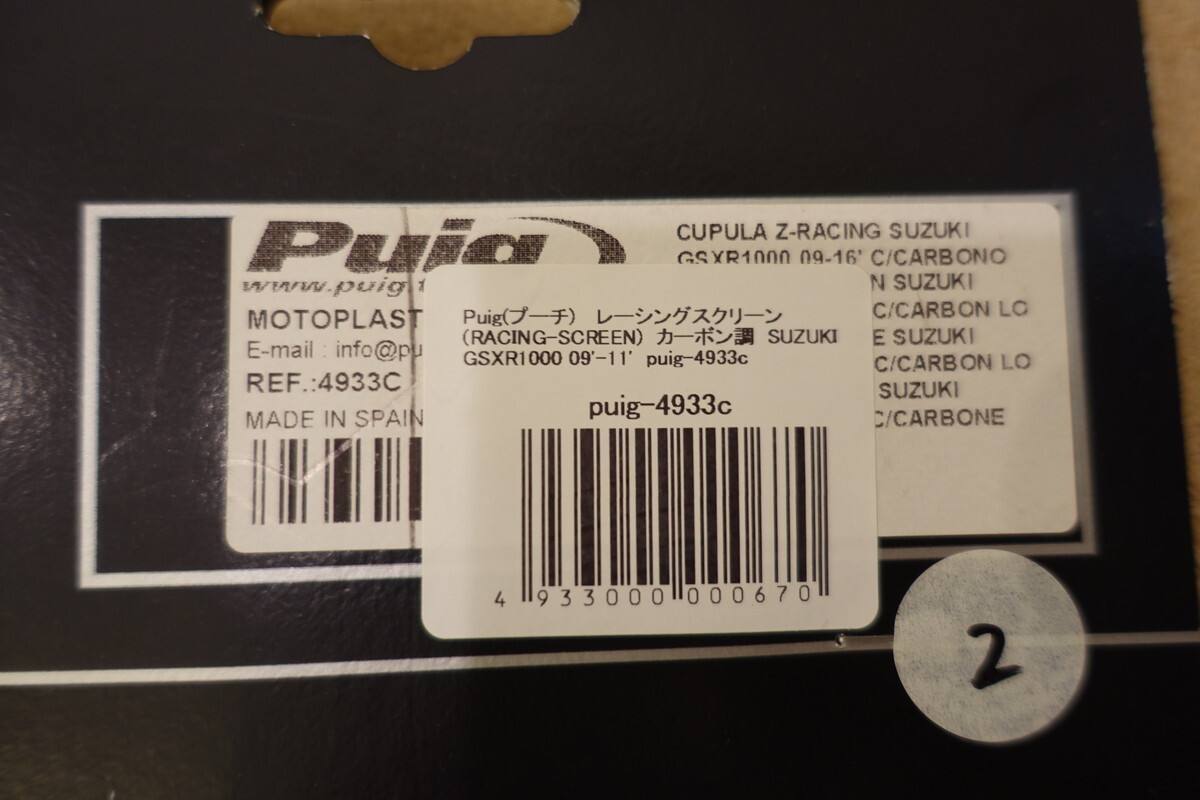 Puig
www.puig.t
MOTOPLAST
E-mail : info@pu
REF.:4933C
MADE IN SPAIN
CUPULA Z-RACING SUZUKI
GSXR1000 09-16' C/CARBONO
N SUZUKI
C/CARBON LO
E SUZUKI
C/CARBON LO
SUZUKI
C/CARBONE
Puig(プーチ) レーシングスクリーン
(RACING-SCREEN) カーボン調 SUZUKI
GSXR1000 09'-11' puig-4933c
puig-4933c
4 933000 000670
2